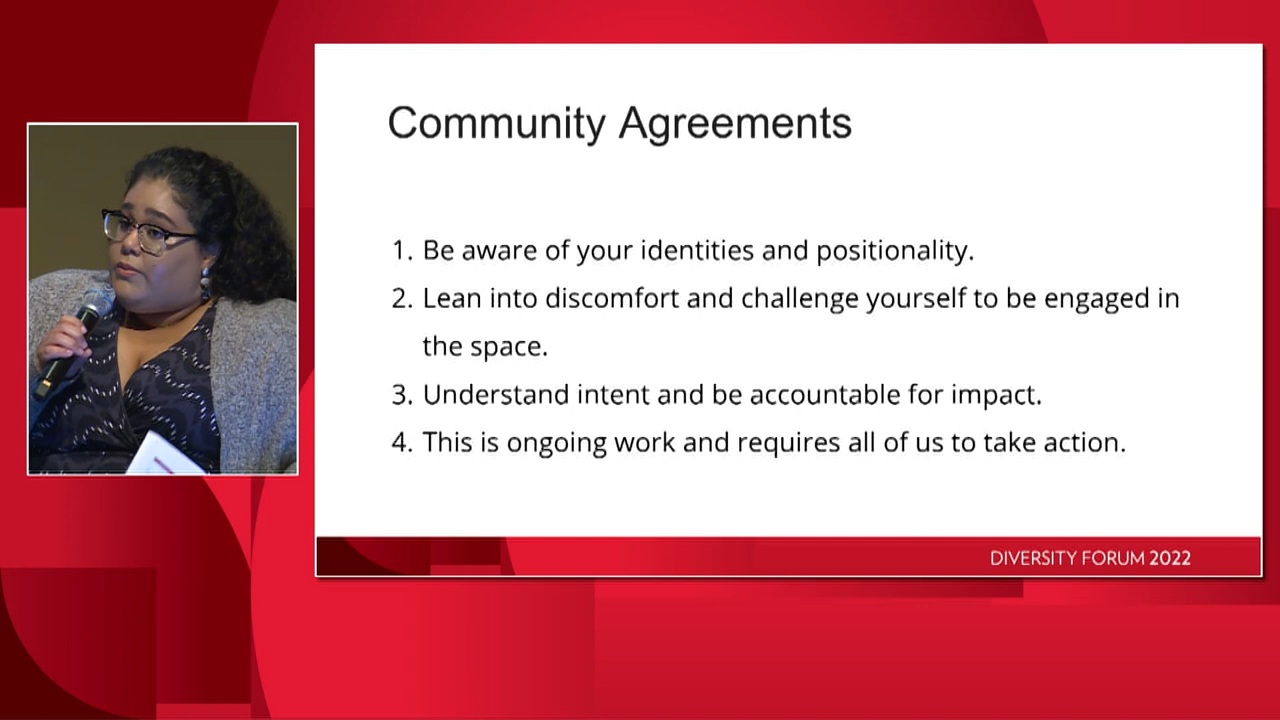 Community Agreements
1. Be aware of your identities and positionality.
2. Lean into discomfort and challenge yourself to be engaged in
the space.
3. Understand intent and be accountable for impact.
4. This is ongoing work and requires all of us to take action.
DIVERSITY FORUM 2022